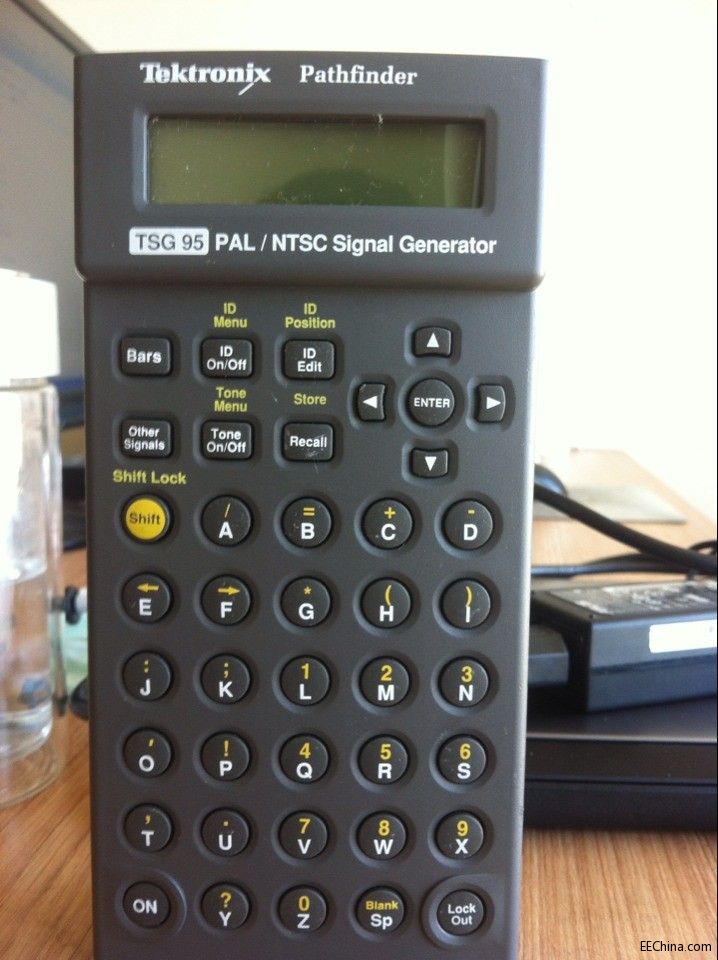 Tektronix Pathfinder
TSG 95 PAL / NTSC Signal Generator
ID Menu
ID Position
Bars
ID On/Off
ID Edit
▲
◀ ENTER ▶
Tone Menu
Store
Other Signals
Tone On/Off
Recall
▼
Shift Lock
Shift
/ A
= B
+ C
- D
← E
→ F
* G
( H
) I
: J
; K
1 L
2 M
3 N
' O
! P
4 Q
5 R
6 S
, T
. U
7 V
8 W
9 X
ON
? Y
0 Z
Blank Sp
Lock Out
EEChina.com